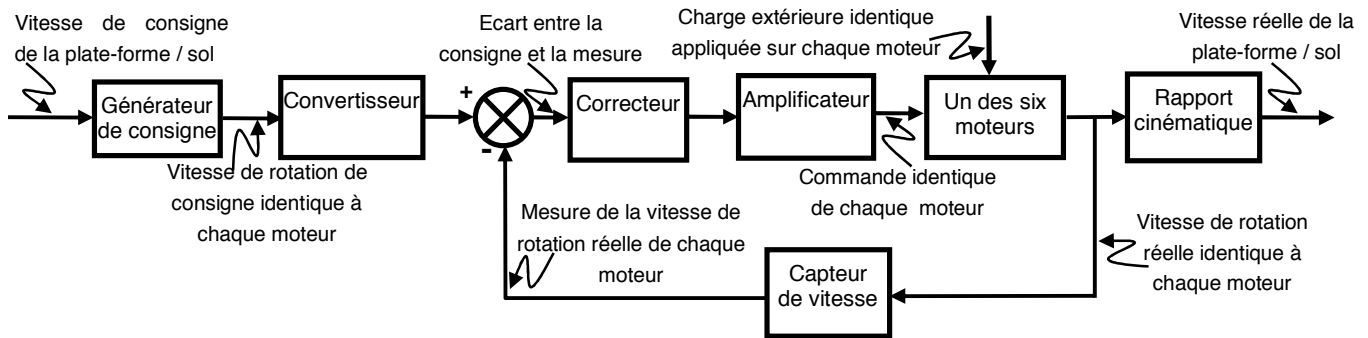 Vitesse de consigne
de la plate-forme / sol
Générateur
de consigne
Vitesse de rotation de
consigne identique à
chaque moteur
Convertisseur
+
-
Ecart entre la
consigne et la mesure
Correcteur
Amplificateur
Charge extérieure identique
appliquée sur chaque moteur
Un des six
moteurs
Commande identique
de chaque moteur
Rapport
cinématique
Vitesse réelle de la
plate-forme /
sol
Mesure de la vitesse de
rotation réelle de chaque
moteur
Capteur
de vitesse
Vitesse de rotation
réelle identique à
chaque moteur